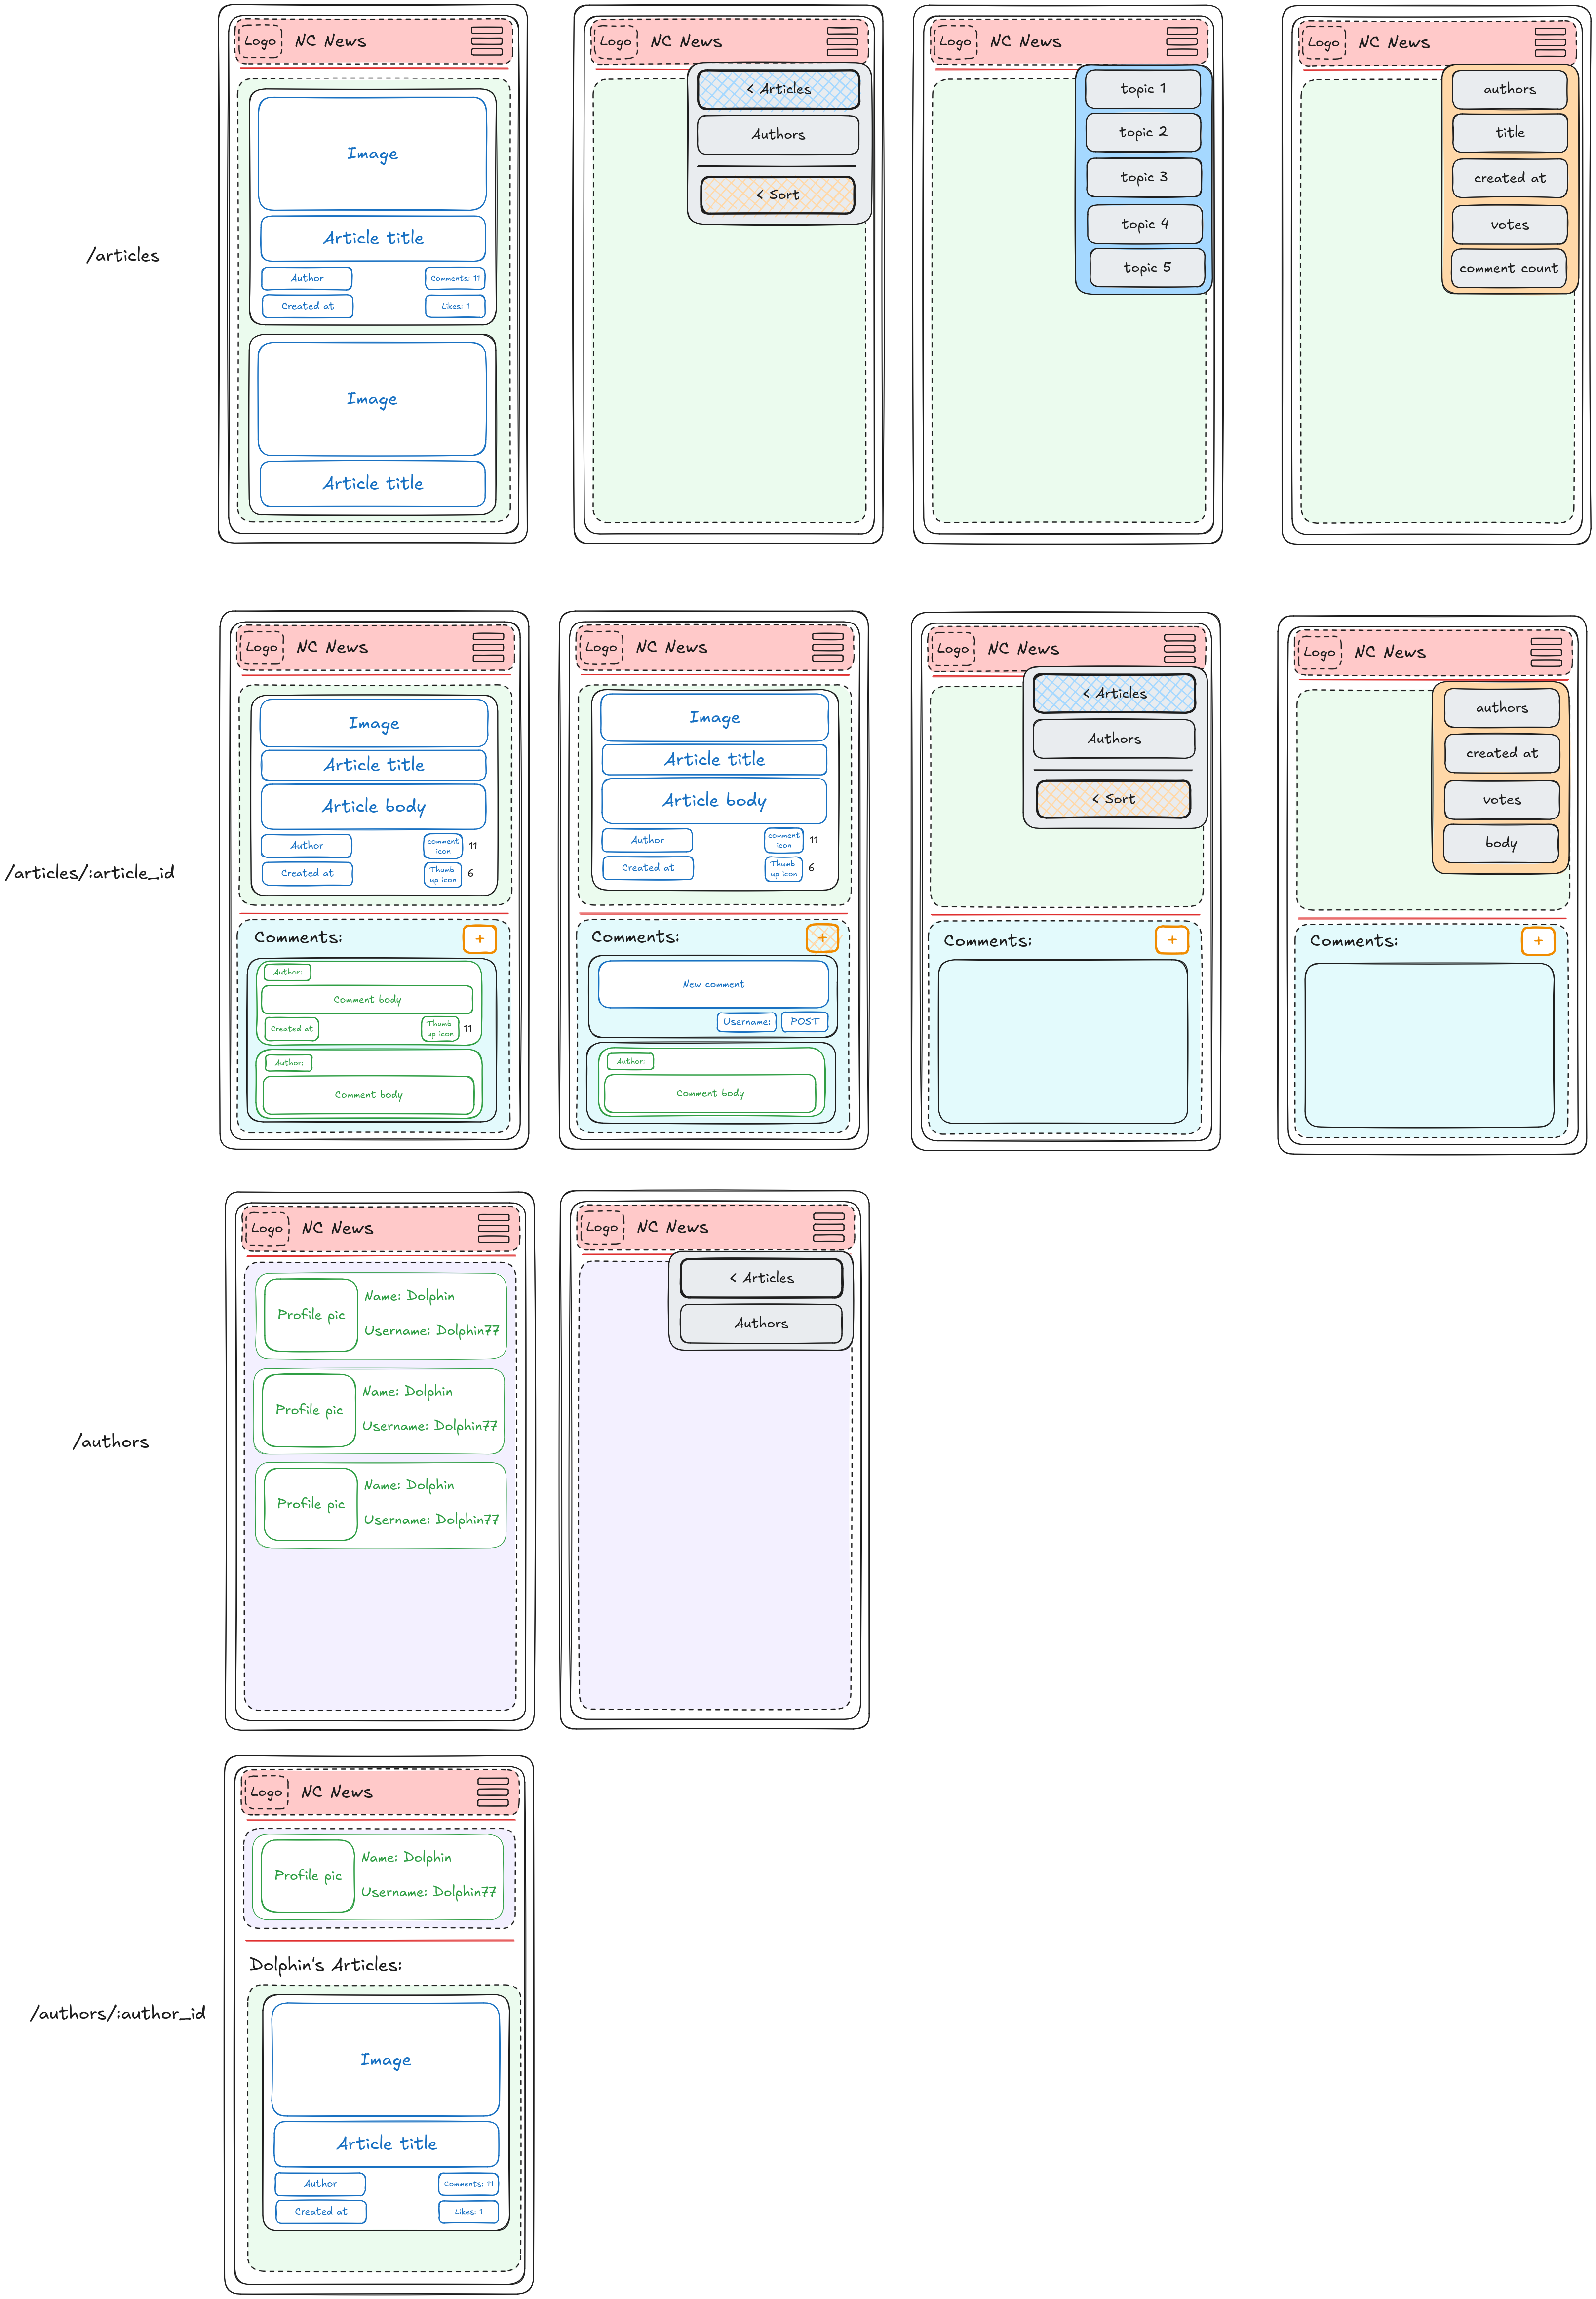 /articles
Logo NC News
Image
Article title
Author
Comments: 11
Created at
Likes: 1
Image
Article title
Logo NC News
< Articles
Authors
< Sort
Logo NC News
topic 1
topic 2
topic 3
topic 4
topic 5
Logo NC News
authors
title
created at
votes
comment count
/articles/:article_id
Logo NC News
Image
Article title
Article body
Author
comment
icon
11
Created at
Thumb
up icon
6
Comments:
+
Author:
Comment body
Created at
Thumb
up icon
11
Author:
Comment body
Logo NC News
Image
Article title
Article body
Author
comment
icon
11
Created at
Thumb
up icon
6
Comments:
+
New comment
Username:
POST
Author:
Comment body
Logo NC News
< Articles
Authors
< Sort
Comments:
+
Logo NC News
authors
created at
votes
body
Comments:
+
/authors
Logo NC News
Profile pic
Name: Dolphin
Username: Dolphin77
Profile pic
Name: Dolphin
Username: Dolphin77
Profile pic
Name: Dolphin
Username: Dolphin77
Logo NC News
< Articles
Authors
/authors/:author_id
Logo NC News
Profile pic
Name: Dolphin
Username: Dolphin77
Dolphin's Articles:
Image
Article title
Author
Comments: 11
Created at
Likes: 1